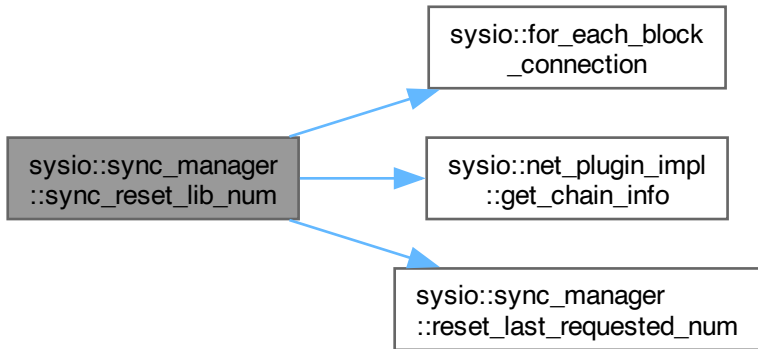 sysio::sync_manager
::sync_reset_lib_num
sysio::for_each_block
_connection
sysio::net_plugin_impl
::get_chain_info
sysio::sync_manager
::reset_last_requested_num